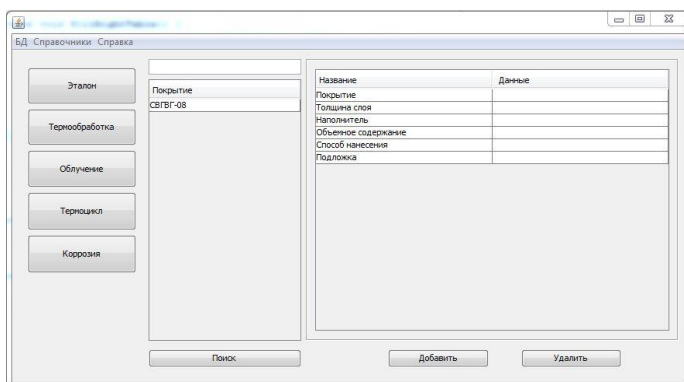 БД Справочники Справка
Эталон
Термообработка
Облучение
Термоцикл
Коррозия
Покрытие
СВГВГ-08
Поиск
Название Данные
Покрытие
Толщина слоя
Наполнитель
Объемное содержание
Способ нанесения
Подложка
Добавить Удалить